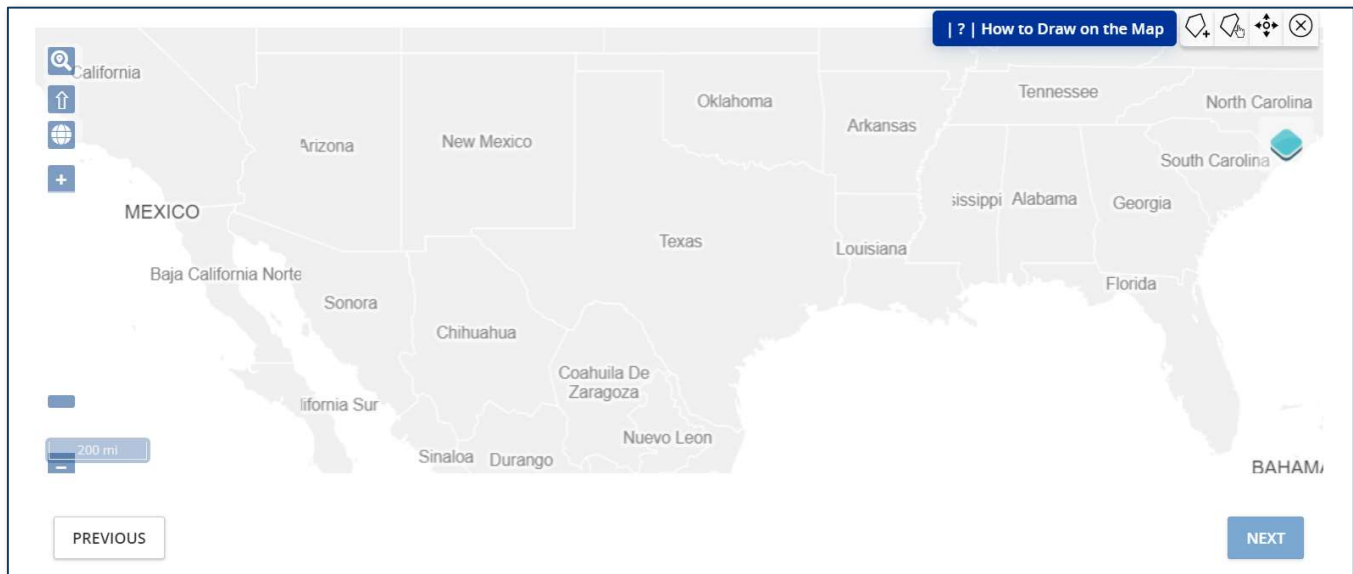 | ? | How to Draw on the Map
California
Oklahoma
Tennessee
North Carolina
Arkansas
Arizona
New Mexico
South Carolina
+
MEXICO
sissippi
Alabama
Georgia
Texas
Louisiana
Baja California Norte
Florida
Sonora
Chihuahua
Coahuila De
Zaragoza
lifornia Sur
Nuevo Leon
200 mi
Sinaloa
Durango
BAHAMA
PREVIOUS
NEXT